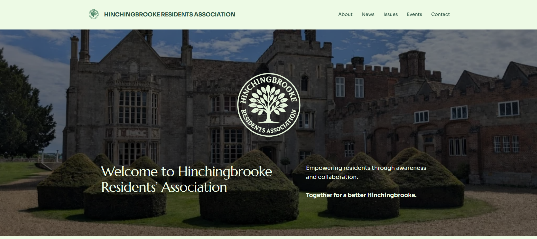 HINCHINGBROOKE RESIDENTS ASSOCIATION
About
News
Issues
Events
Contact
HINCHINGBROOKE
RESIDENTS ASSOCIATION
Welcome to Hinchingbrooke
Residents' Association
Empowering residents through awareness
and collaboration.
Together for a better Hinchingbrooke.